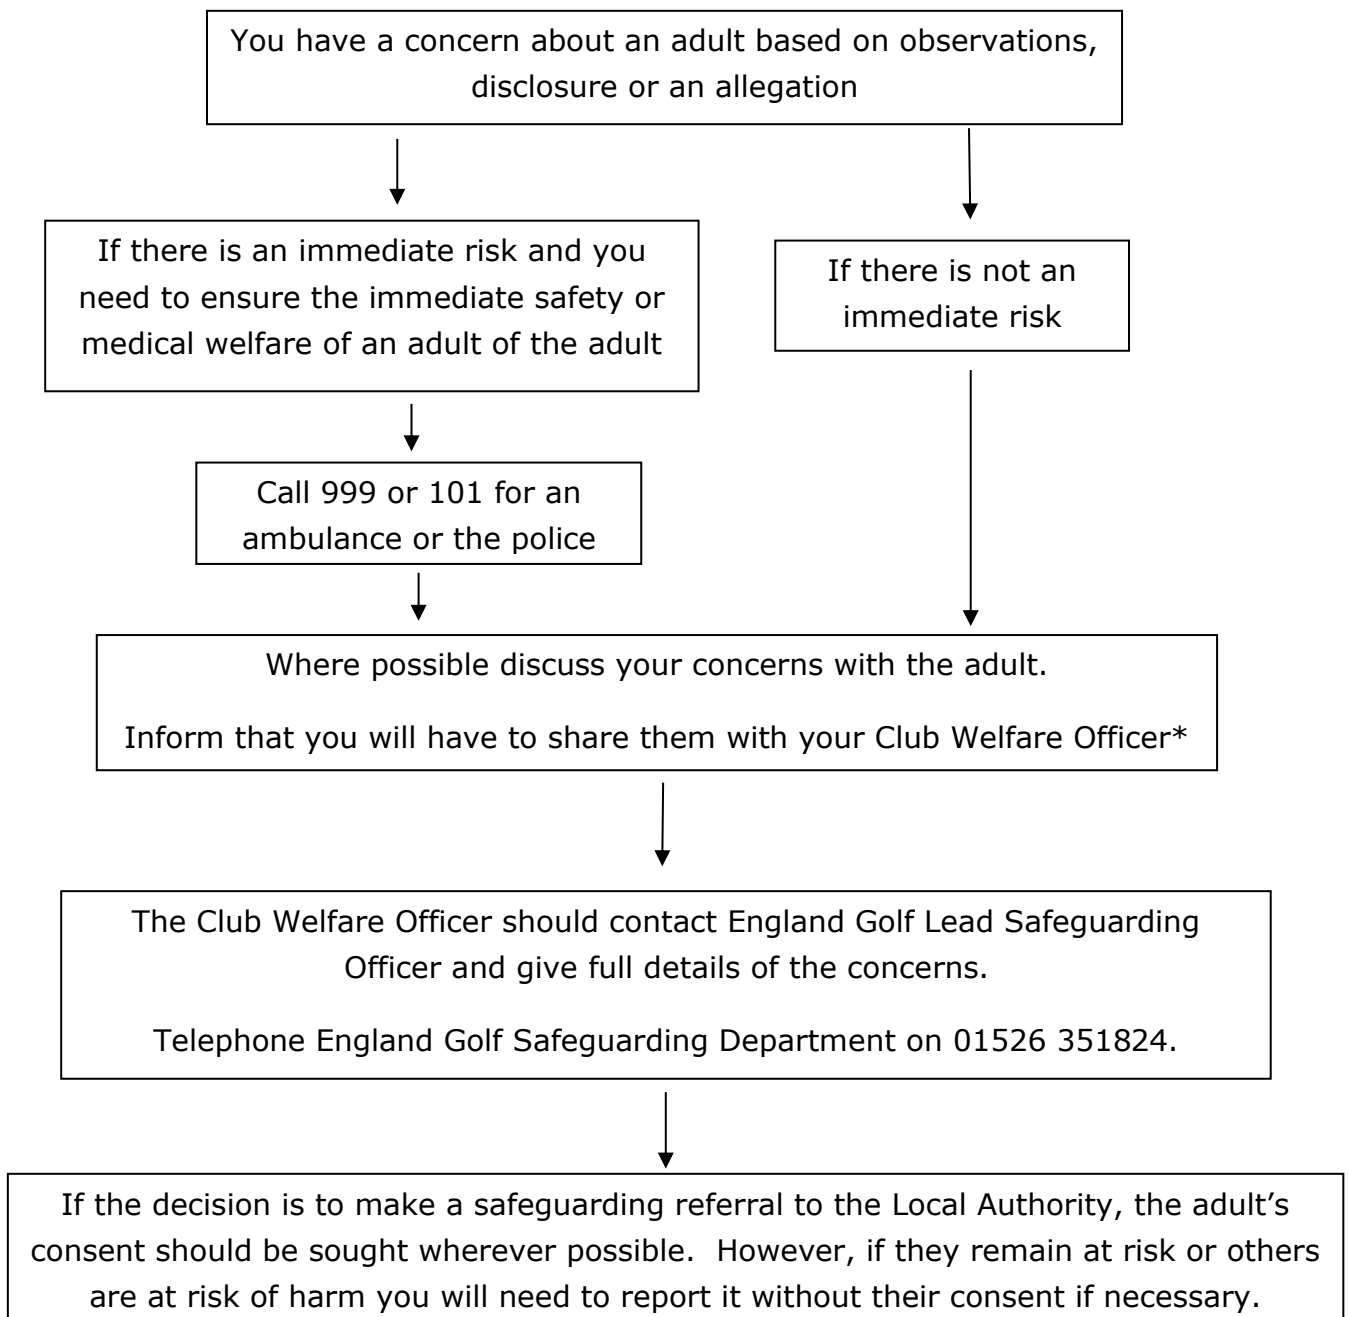 You have a concern about an adult based on observations,
disclosure or an allegation
If there is an immediate risk and you
need to ensure the immediate safety or
medical welfare of an adult of the adult
If there is not an
immediate risk
Call 999 or 101 for an
ambulance or the police
Where possible discuss your concerns with the adult.
Inform that you will have to share them with your Club Welfare Officer*
The Club Welfare Officer should contact England Golf Lead Safeguarding
Officer and give full details of the concerns.
Telephone England Golf Safeguarding Department on 01526 351824.
If the decision is to make a safeguarding referral to the Local Authority, the adult’s
consent should be sought wherever possible.  However, if they remain at risk or others
are at risk of harm you will need to report it without their consent if necessary.